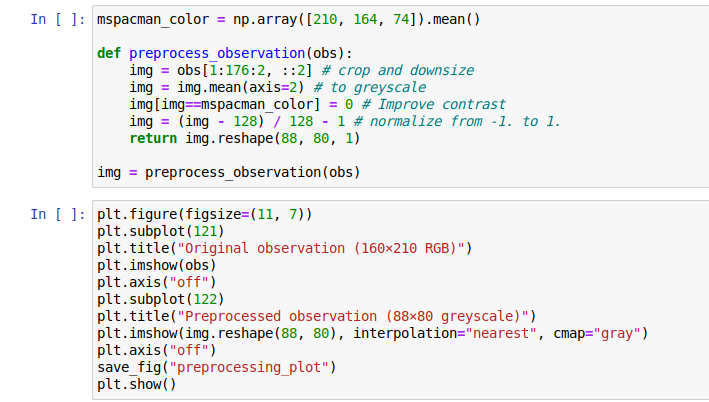 In [ ]: mspacman_color = np.array([210, 164, 74]).mean()
def preprocess_observation(obs):
    img = obs[1:176:2, ::2] # crop and downsize
    img = img.mean(axis=2) # to greyscale
    img[img==mspacman_color] = 0 # Improve contrast
    img = (img - 128) / 128 - 1 # normalize from -1. to 1.
    return img.reshape(88, 80, 1)
img = preprocess_observation(obs)
In [ ]: plt.figure(figsize=(11, 7))
plt.subplot(121)
plt.title("Original observation (160×210 RGB)")
plt.imshow(obs)
plt.axis("off")
plt.subplot(122)
plt.title("Preprocessed observation (88×80 greyscale)")
plt.imshow(img.reshape(88, 80), interpolation="nearest", cmap="gray")
plt.axis("off")
save_fig("preprocessing_plot")
plt.show()